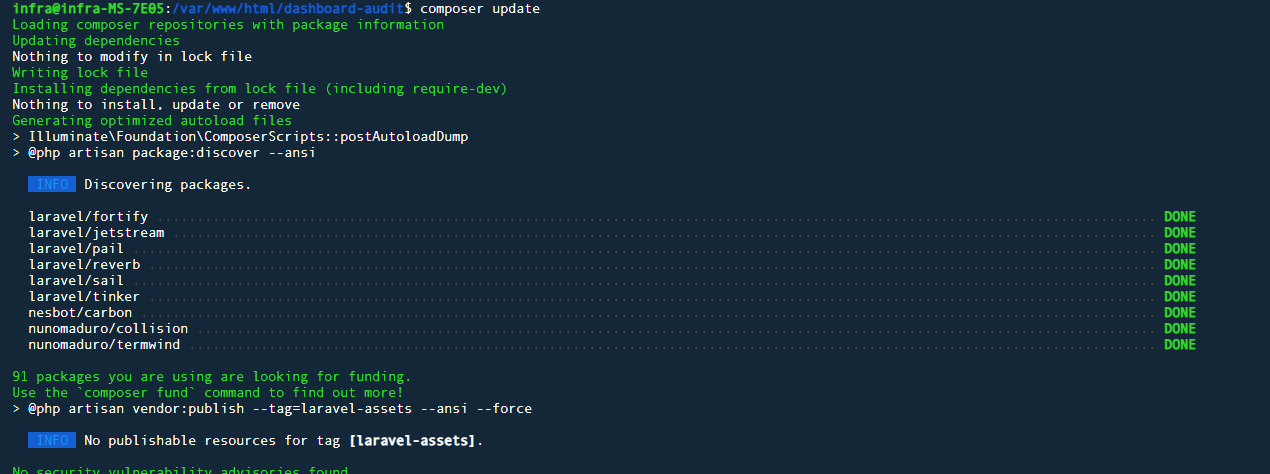 infra@infra-MS-7E05:/var/www/html/dashboard-audit$ composer update
Loading composer repositories with package information
Updating dependencies
Nothing to modify in lock file
Writing lock file
Installing dependencies from lock file (including require-dev)
Nothing to install, update or remove
Generating optimized autoload files
> Illuminate\Foundation\ComposerScripts::postAutoloadDump
> @php artisan package:discover --ansi
INFO Discovering packages.
laravel/fortify DONE
laravel/jetstream DONE
laravel/pail DONE
laravel/reverb DONE
laravel/sail DONE
laravel/tinker DONE
nesbot/carbon DONE
nunomaduro/collision DONE
nunomaduro/termwind DONE
91 packages you are using are looking for funding.
Use the `composer fund` command to find out more!
> @php artisan vendor:publish --tag=laravel-assets --ansi --force
INFO No publishable resources for tag [laravel-assets].
No security vulnerability advisories found